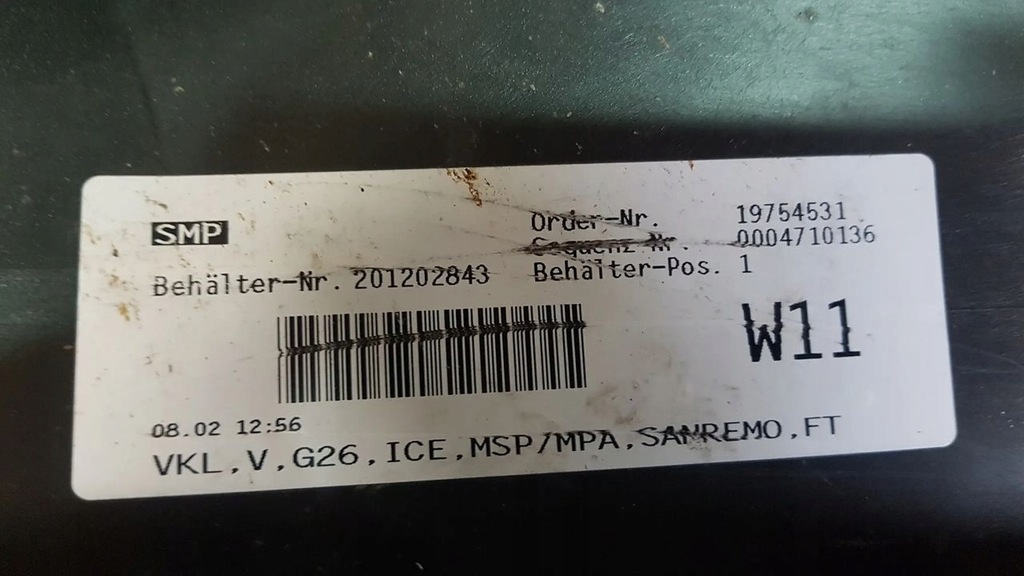 SMP
Order-Nr. 19754531
Sequenz-Nr. 0004710136
Behälter-Nr. 201202843 Behälter-Pos. 1
W11
08.02 12:56
VKL,V,G26,ICE,MSP/MPA,SANREMO,FT